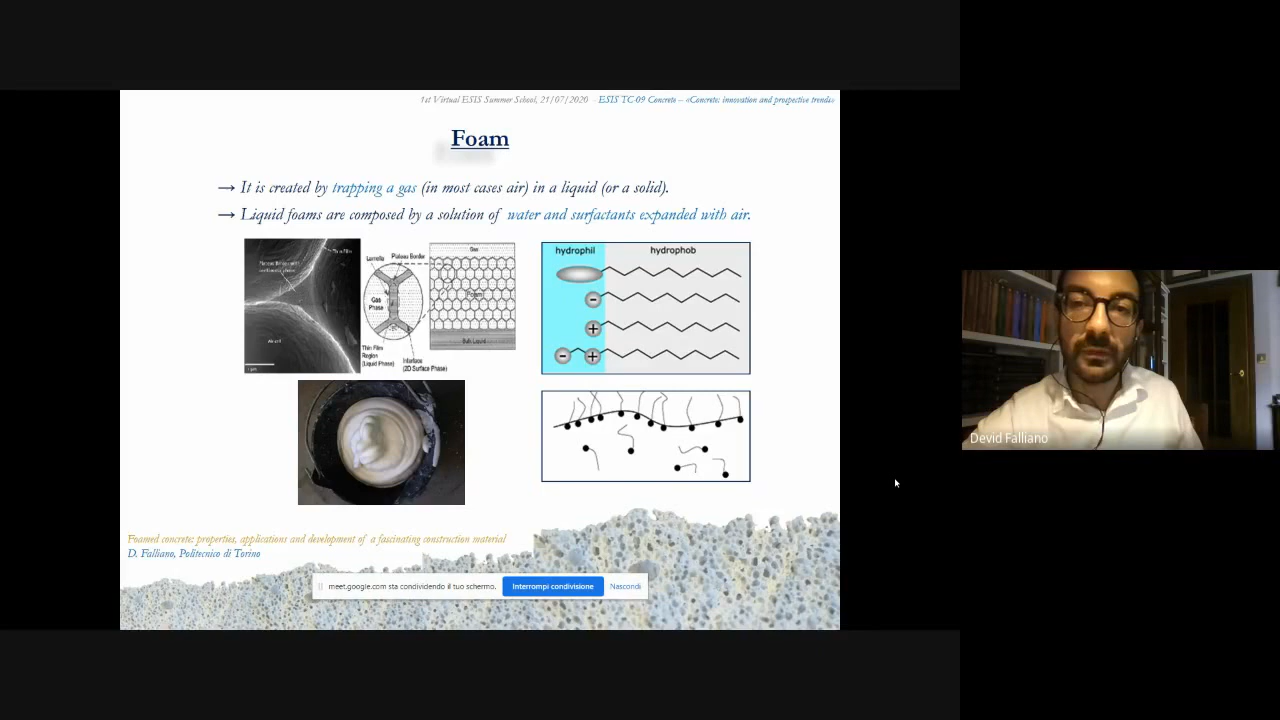 1st Virtual ESIS Summer School, 21/07/2020 - ESIS TC 09 Concrete – «Concrete: innovation and prospective trends»
Foam
→ It is created by trapping a gas (in most cases air) in a liquid (or a solid).
→ Liquid foams are composed by a solution of water and surfactants expanded with air.
Thin Film
Air cell
Lamella
Plateau Border
Gas
Phase
Thin Film
Region
(Liquid Phase)
Interface
(2D Surface Phase)
Gas
Foam
Bulk Liquid
hydrophil
hydrophob
−
+
− +
Devid Falliano
Foamed concrete: properties, applications and development of a fascinating construction material
D. Falliano, Politecnico di Torino
meet.google.com sta condividendo il tuo schermo.
Interrompi condivisione
Nascondi